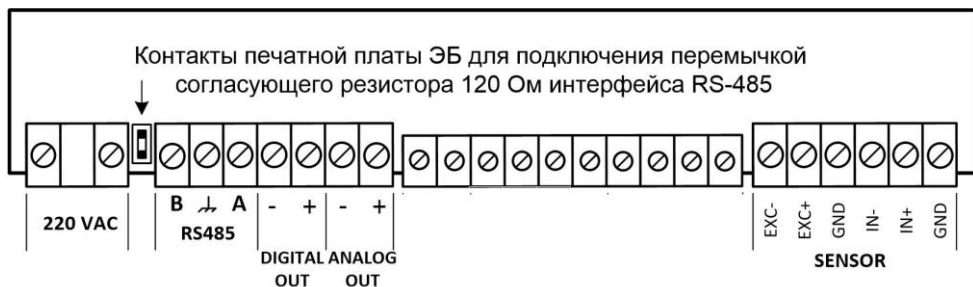 Контакты печатной платы ЭБ для подключения перемычкой
согласующего резистора 120 Ом интерфейса RS-485
220 VAC
B A - + - +
RS485
DIGITAL OUT
ANALOG OUT
EXC-
EXC+
GND
IN-
IN+
GND
SENSOR